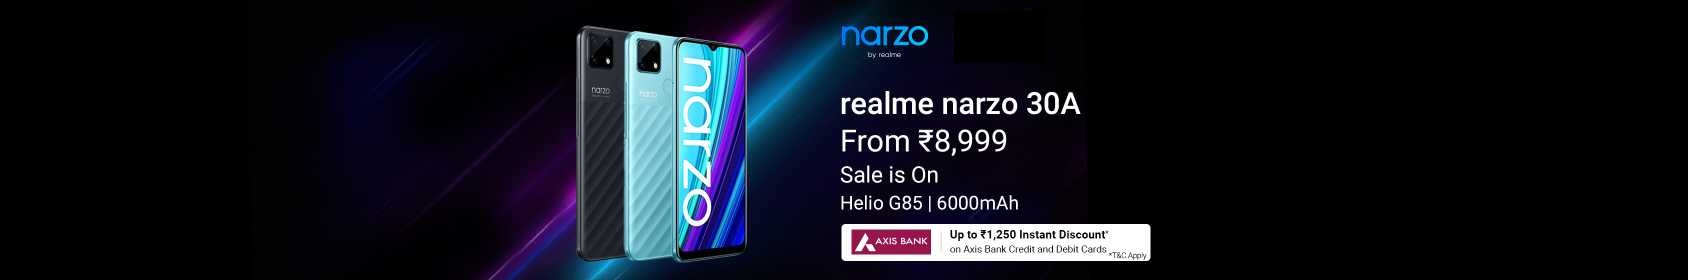 narzo
by realme
narzo
narzo
narzo
realme narzo 30A
From ₹8,999
Sale is On
Helio G85 | 6000mAh
AXIS BANK
Up to ₹1,250 Instant Discount*
on Axis Bank Credit and Debit Cards
*T&C Apply